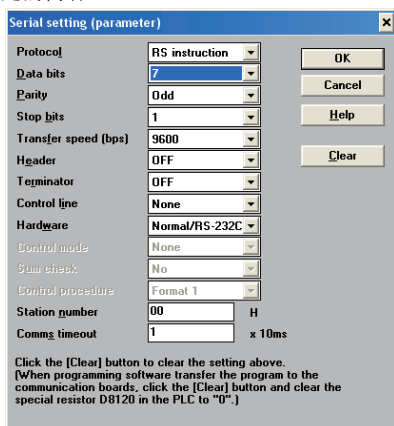 Serial setting (parameter)
Protocol RS instruction OK
Data bits 7
Cancel
Parity Odd
Stop bits 1 Help
Transfer speed (bps) 9600
Header OFF Clear
Terminator OFF
Control line None
Hardware Normal/RS-232C
Control mode None
Sum check No
Control procedure Format 1
Station number 00 H
Comms timeout 1 x 10ms
Click the [Clear] button to clear the setting above.
(When programming software transfer the program to the
communication boards, click the [Clear] button and clear the
special resistor D8120 in the PLC to "0".)